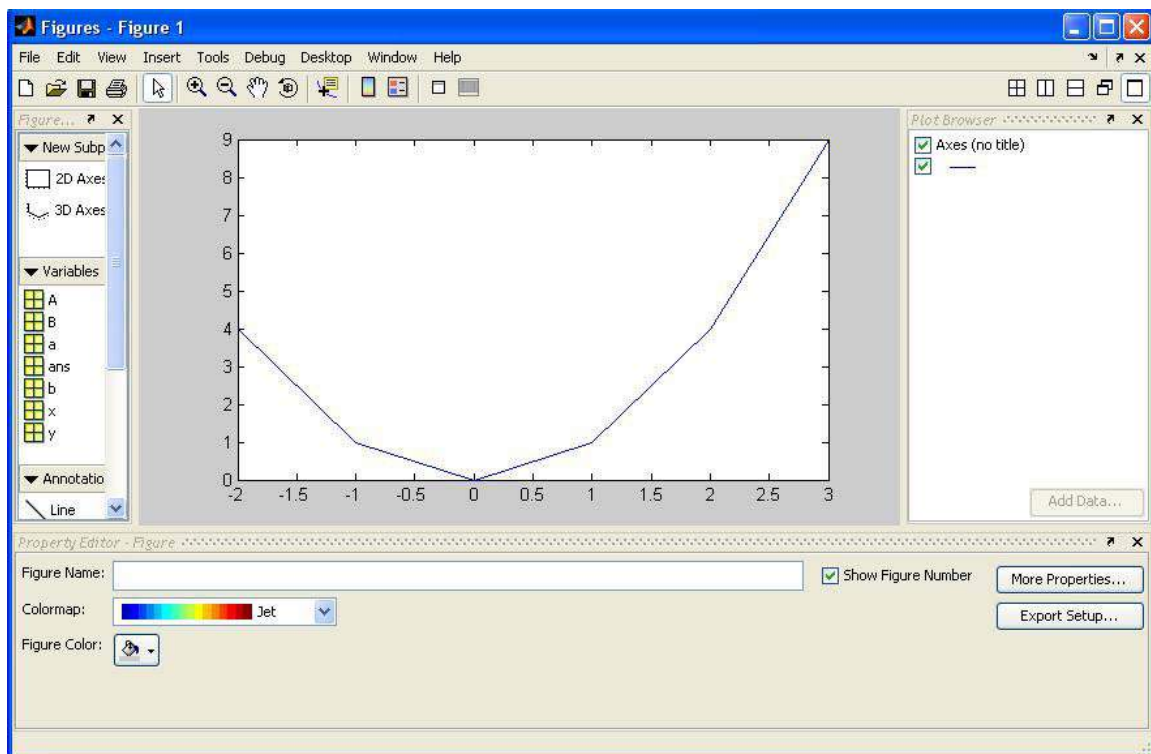 Figures - Figure 1
File Edit View Insert Tools Debug Desktop Window Help
Figure...
New Subp
2D Axes
3D Axes
Variables
A
B
a
ans
b
x
y
Annotatio
Line
9
8
7
6
5
4
3
2
1
0
-2 -1.5 -1 -0.5 0 0.5 1 1.5 2 2.5 3
Plot Browser
Axes (no title)
Add Data...
Property Editor - Figure
Figure Name:
Show Figure Number
More Properties...
Colormap:
Jet
Export Setup...
Figure Color: